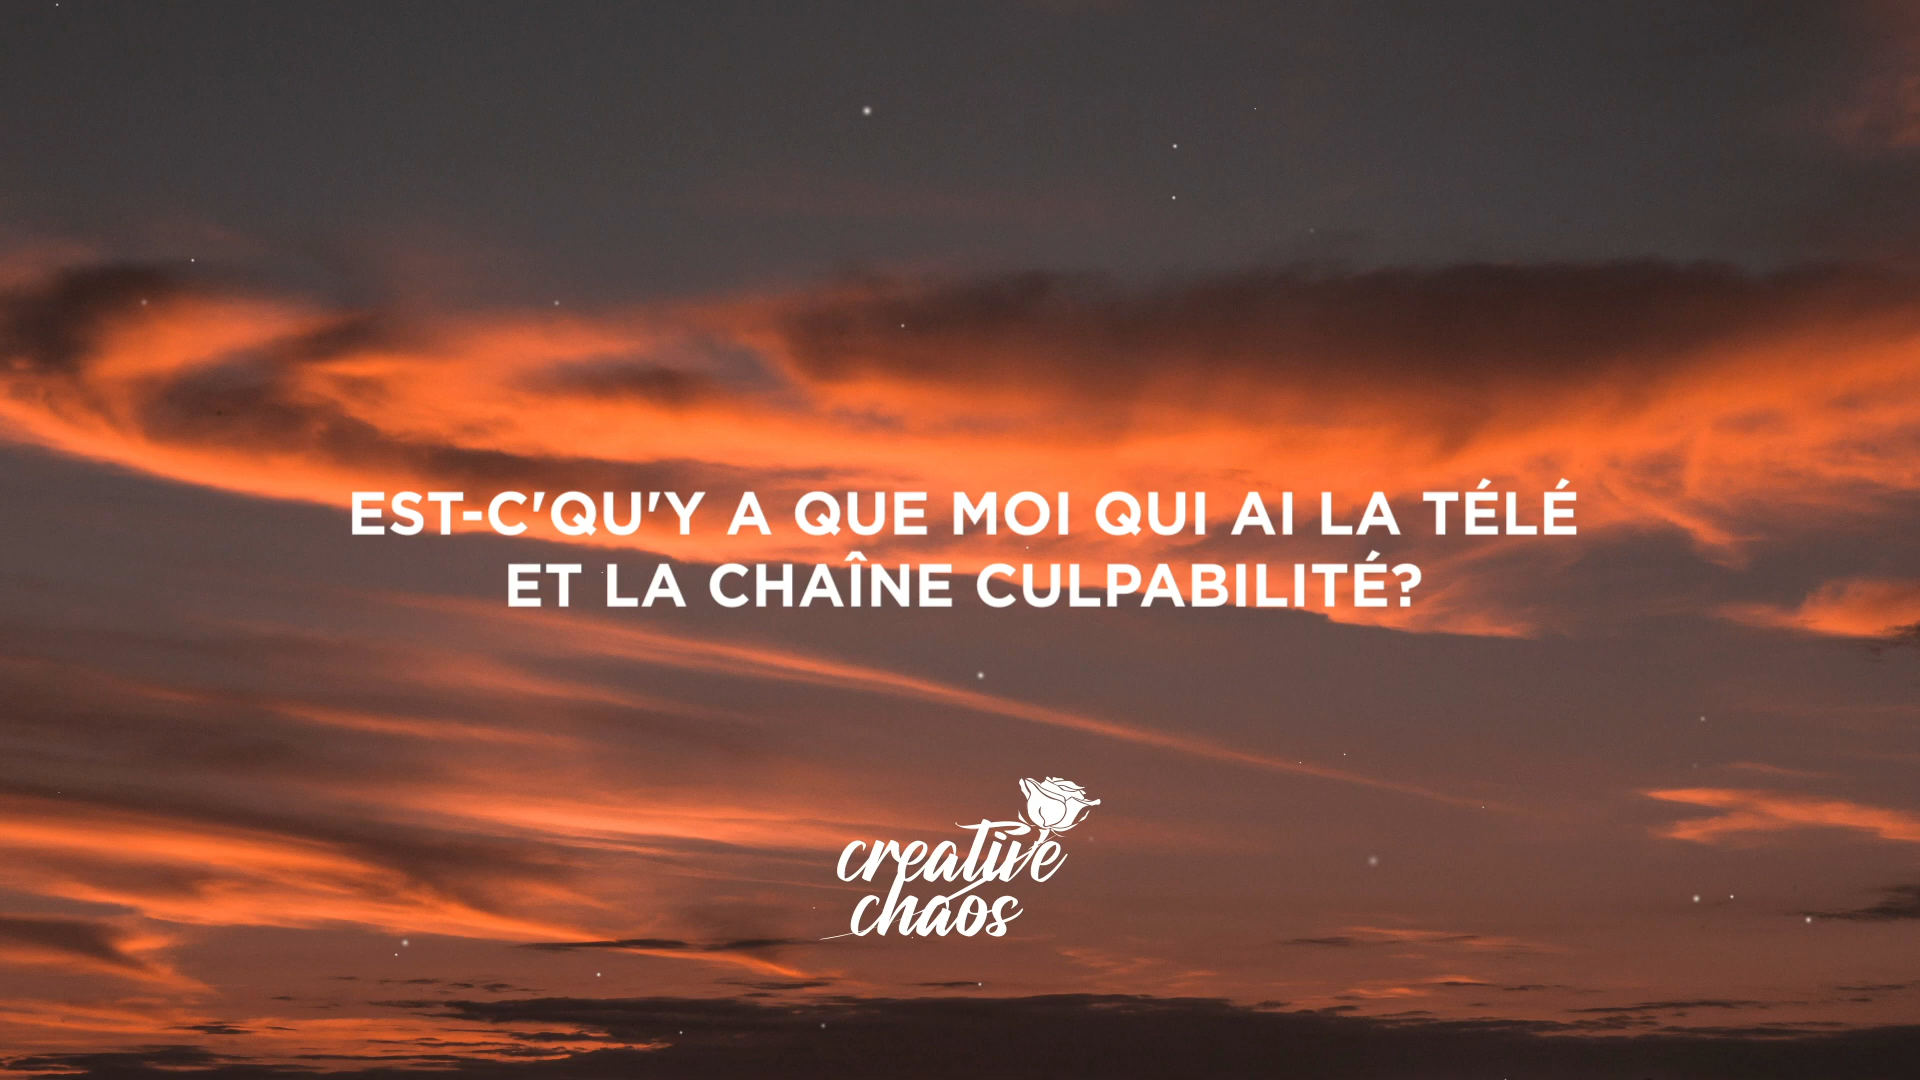 EST-C'QU'Y A QUE MOI QUI AI LA TÉLÉ
ET LA CHAÎNE CULPABILITÉ?
creative
chaos